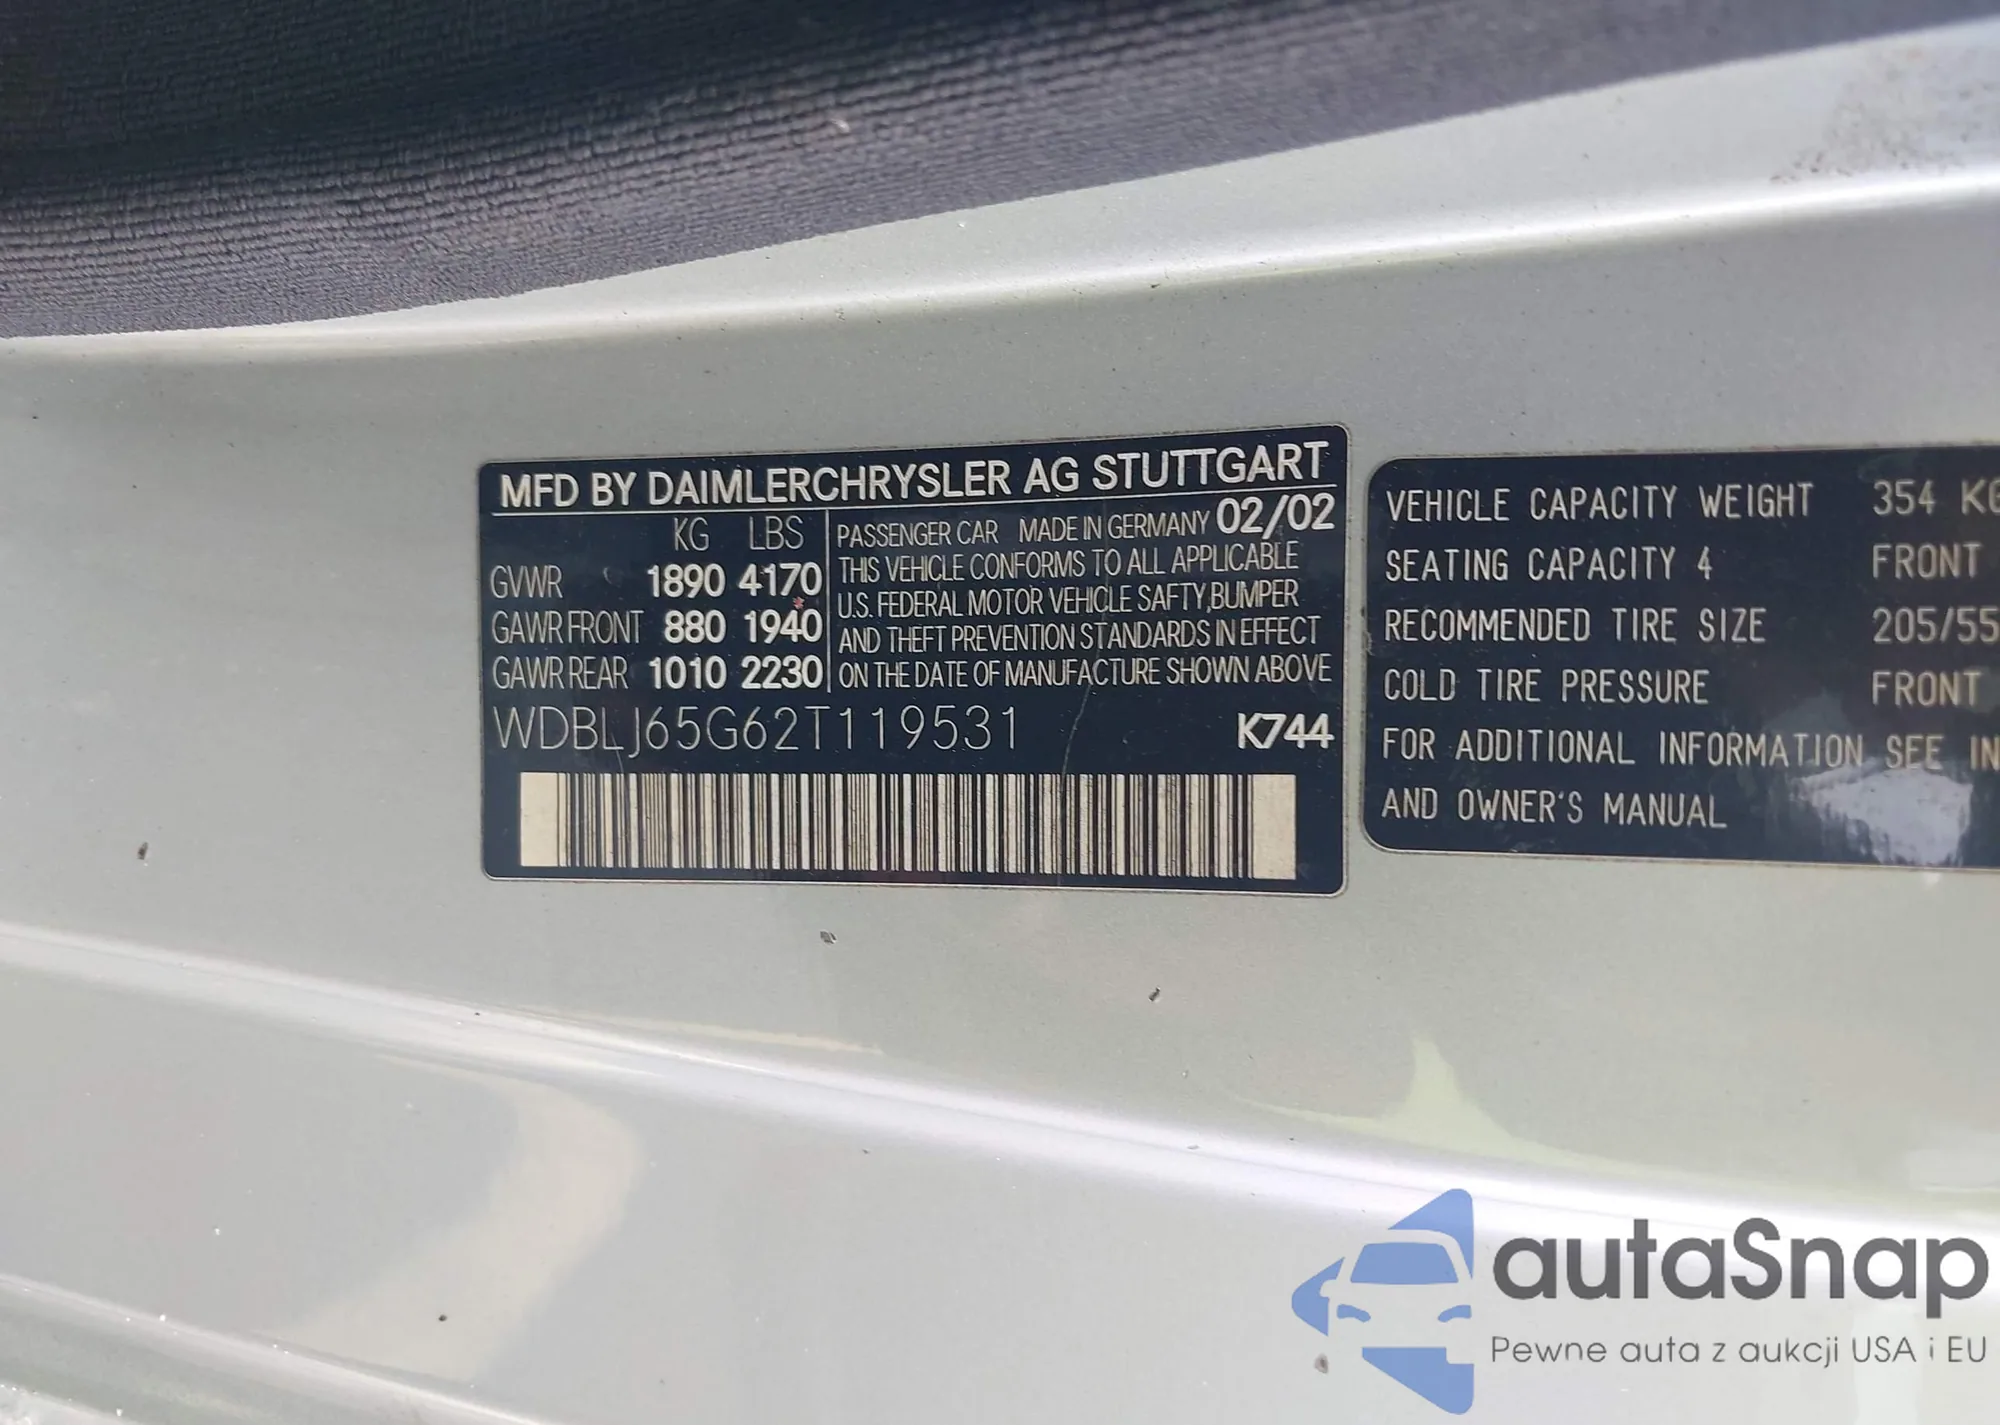 MFD BY DAIMLERCHRYSLER AG STUTTGART
KG LBS
GVWR 1890 4170
GAWR FRONT 880 1940
GAWR REAR 1010 2230
PASSENGER CAR MADE IN GERMANY 02/02
THIS VEHICLE CONFORMS TO ALL APPLICABLE
U.S. FEDERAL MOTOR VEHICLE SAFTY, BUMPER
AND THEFT PREVENTION STANDARDS IN EFFECT
ON THE DATE OF MANUFACTURE SHOWN ABOVE
WDBLJ65G62T119531 K744
VEHICLE CAPACITY WEIGHT 354 KG
SEATING CAPACITY 4 FRONT
RECOMMENDED TIRE SIZE 205/55
COLD TIRE PRESSURE FRONT
FOR ADDITIONAL INFORMATION SEE IN
AND OWNER'S MANUAL
autaSnap
Pewne auta z aukcji USA i EU